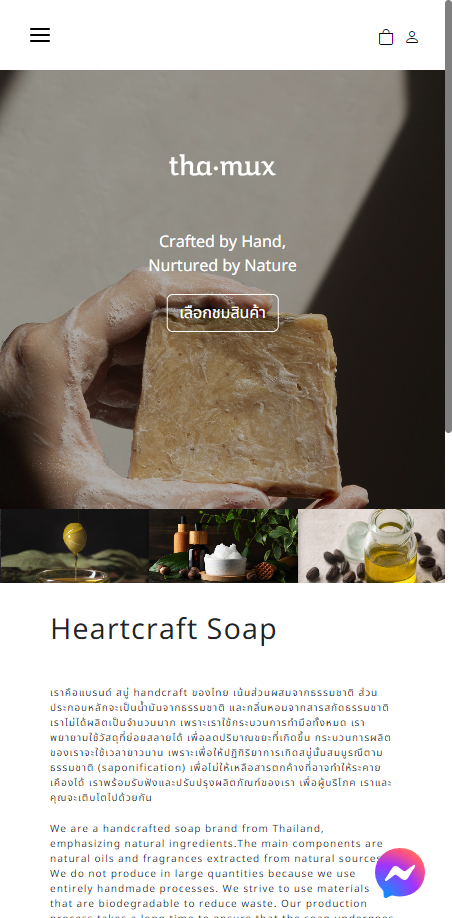 tha·mux
Crafted by Hand,
Nurtured by Nature
เลือกชมสินค้า
Heartcraft Soap
เราคือแบรนด์ สบู่ handcraft ของไทย เน้นส่วนผสมจากธรรมชาติ ส่วน
ประกอบหลักจะเป็นน้ำมันจากธรรมชาติ และกลิ่นหอมจากสารสกัดธรรมชาติ
เราไม่ได้ผลิตเป็นจำนวนมาก เพราะเราใช้กระบวนการทำมือทั้งหมด เรา
พยายามใช้วัสดุที่ย่อยสลายได้ เพื่อลดปริมาณขยะที่เกิดขึ้น กระบวนการผลิต
ของเราจะใช้เวลายาวนาน เพราะเพื่อให้ปฏิกิริยาการเกิดสบู่นั้นสมบูรณ์ตาม
ธรรมชาติ (saponification) เพื่อไม่ให้เหลือสารตกค้างที่อาจทำให้ระคาย
เคืองได้ เราพร้อมรับฟังและปรับปรุงผลิตภัณฑ์ของเรา เพื่อผู้บริโภค เราและ
คุณจะเติบโตไปด้วยกัน
We are a handcrafted soap brand from Thailand,
emphasizing natural ingredients.The main components are
natural oils and fragrances extracted from natural sources.
We do not produce in large quantities because we use
entirely handmade processes. We strive to use materials
that are biodegradable to reduce waste. Our production
process takes a long time to ensure that the soap undergoes